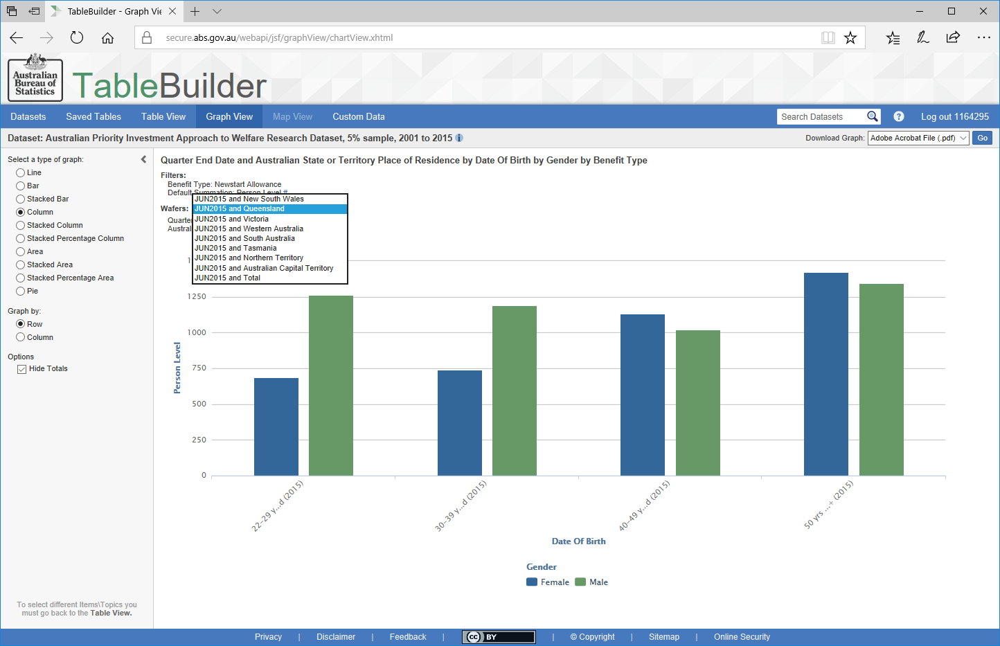 TableBuilder - Graph Vie
secure.abs.gov.au/webapi/jsf/graphView/chartView.xhtml
Australian
Bureau of
Statistics
TableBuilder
Datasets Saved Tables Table View Graph View Map View Custom Data Search Datasets ? Log out 1164295
Dataset: Australian Priority Investment Approach to Welfare Research Dataset, 5% sample, 2001 to 2015 i Download Graph: Adobe Acrobat File (.pdf) Go
Select a type of graph:
Line
Bar
Stacked Bar
Column
Stacked Column
Stacked Percentage Column
Area
Stacked Area
Stacked Percentage Area
Pie
Graph by:
Row
Column
Options
Hide Totals
To select different Items\Topics you
must go back to the Table View.
Quarter End Date and Australian State or Territory Place of Residence by Date Of Birth by Gender by Benefit Type
Filters:
Benefit Type: Newstart Allowance
Default Summation: Person Level #
Wafers:
Quarter
Austral
JUN2015 and New South Wales
JUN2015 and Queensland
JUN2015 and Victoria
JUN2015 and Western Australia
JUN2015 and South Australia
JUN2015 and Tasmania
JUN2015 and Northern Territory
JUN2015 and Australian Capital Territory
JUN2015 and Total
1
1250
1000
750
500
250
0
Person Level
22–29 y...d (2015)
30–39 y...d (2015)
40–49 y...d (2015)
50 yrs ...+ (2015)
Date Of Birth
Gender
Female Male
Privacy | Disclaimer | Feedback | cc BY | © Copyright | Sitemap | Online Security